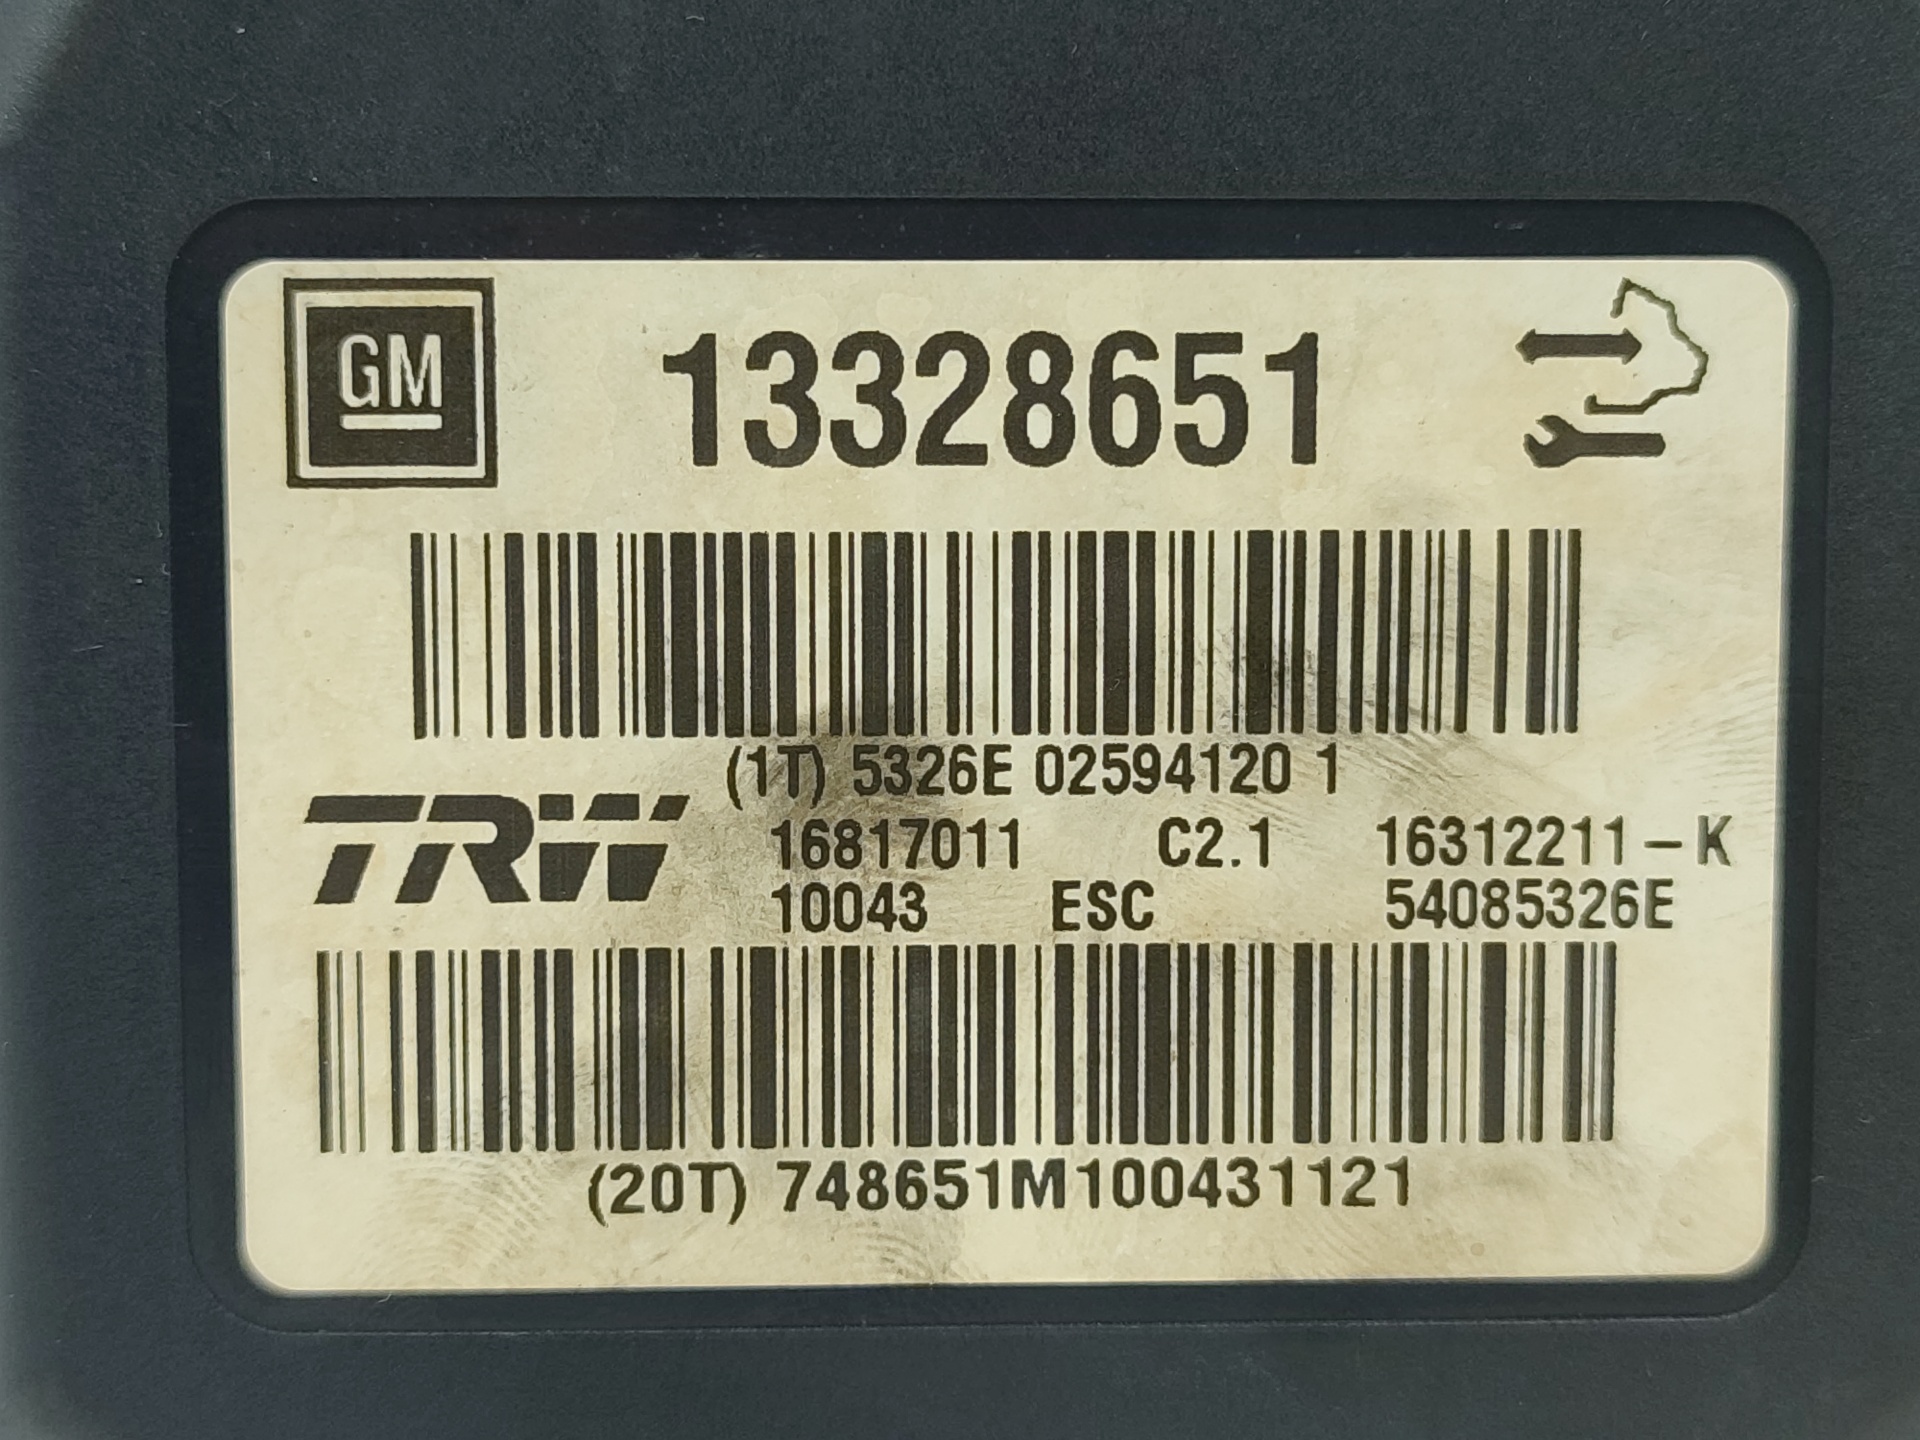 GM
13328651
(1T) 5326E 02594120 1
TRW
16817011 C2.1 16312211-K
10043 ESC 54085326E
(20T) 748651M100431121